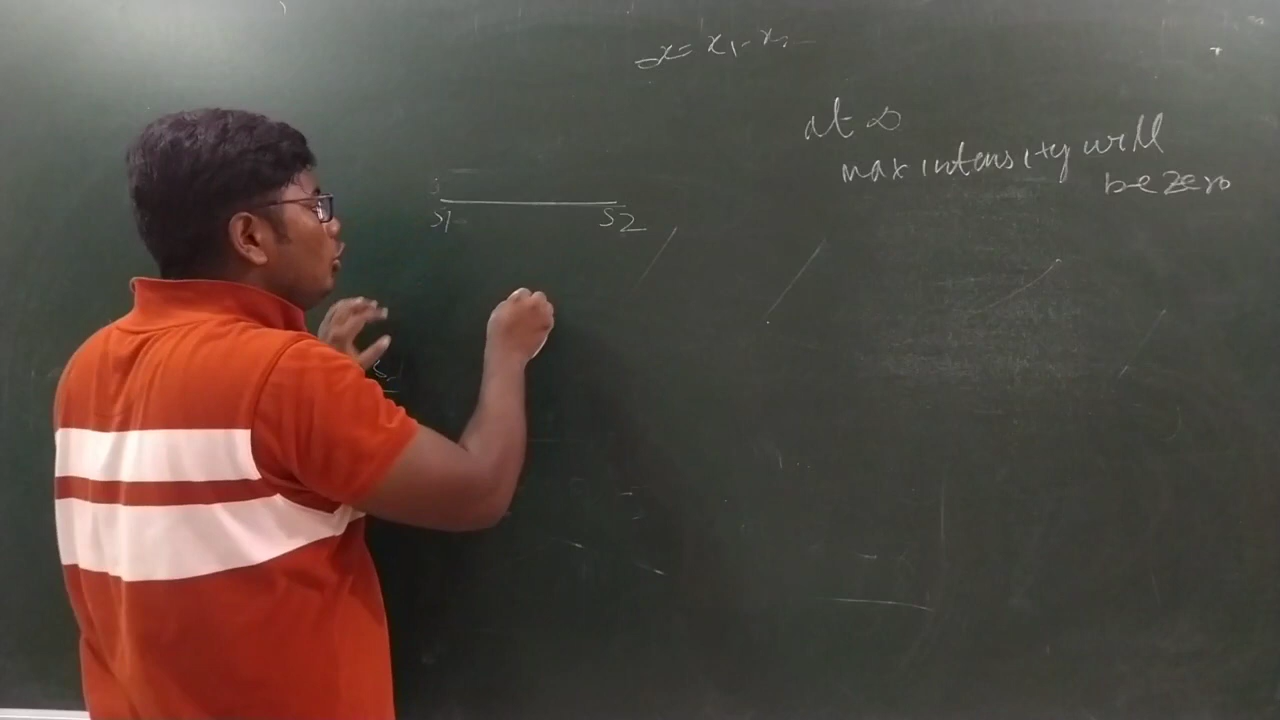 x = x₁ - x₂
at ∞
max intensity will
be zero
S1 S2